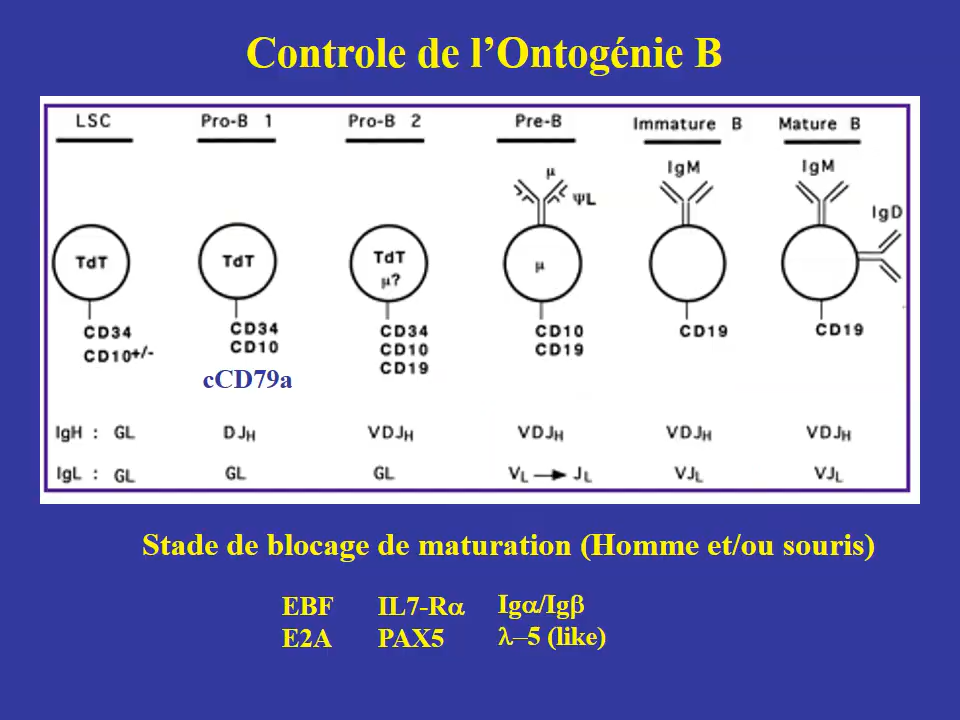 Controle de l’Ontogénie B
LSC Pro-B 1 Pro-B 2 Pre-B Immature B Mature B
μ ΨL IgM IgM IgD
TdT TdT TdT μ? μ
CD34 CD34 CD34 CD10 CD19 CD19
CD10+/- CD10 CD10 CD19
cCD79a CD19
IgH : GL DJH VDJH VDJH VDJH VDJH
IgL : GL GL GL VL → JL VJL VJL
Stade de blocage de maturation (Homme et/ou souris)
EBF IL7-Rα Igα/Igβ
E2A PAX5 λ–5 (like)